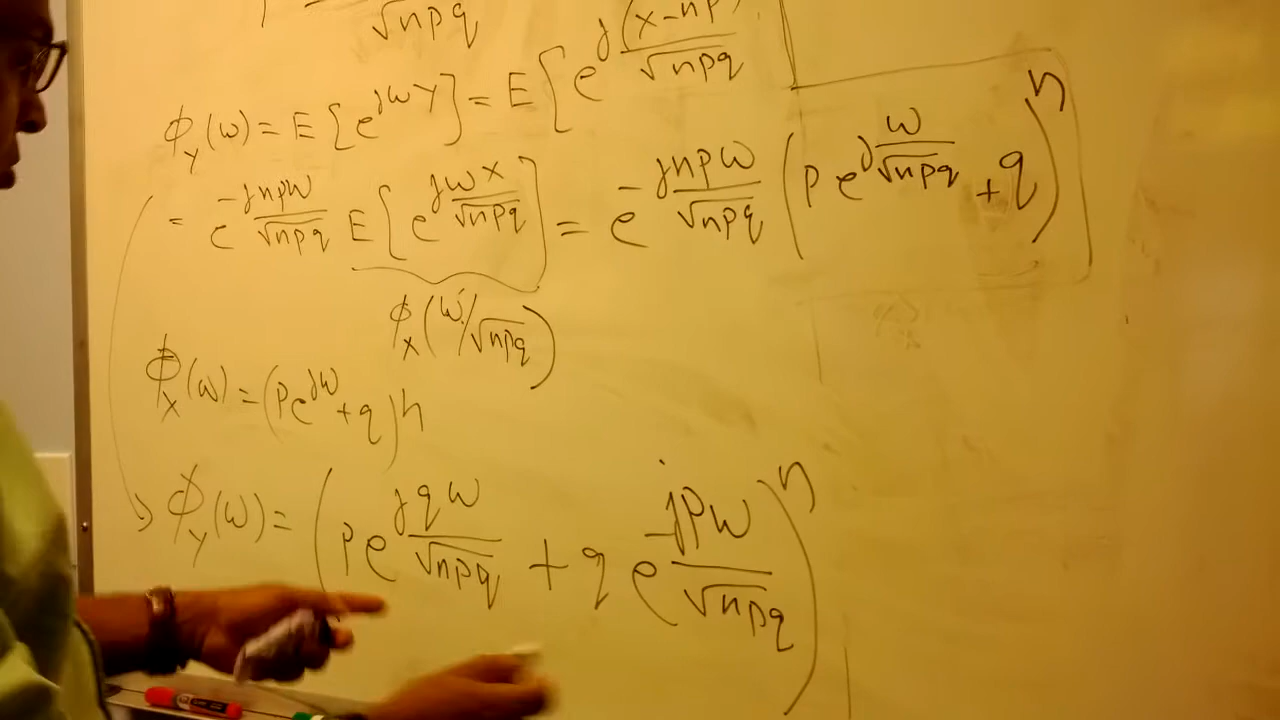 √npq
ϕ_Y(ω) = E{e^{jωY}} = E{e^{j(x-np)/√npq}
= e^{-jnpω/√npq} E{e^{jωx/√npq}} = e^{-jnpω/√npq} (p e^{jω/√npq} + q)^n
ϕ_X(ω/√npq)
ϕ_X(ω) = (pe^{jω} + q)^n
ϕ_Y(ω) = (p e^{jqω/√npq} + q e^{-jpω/√npq})^n